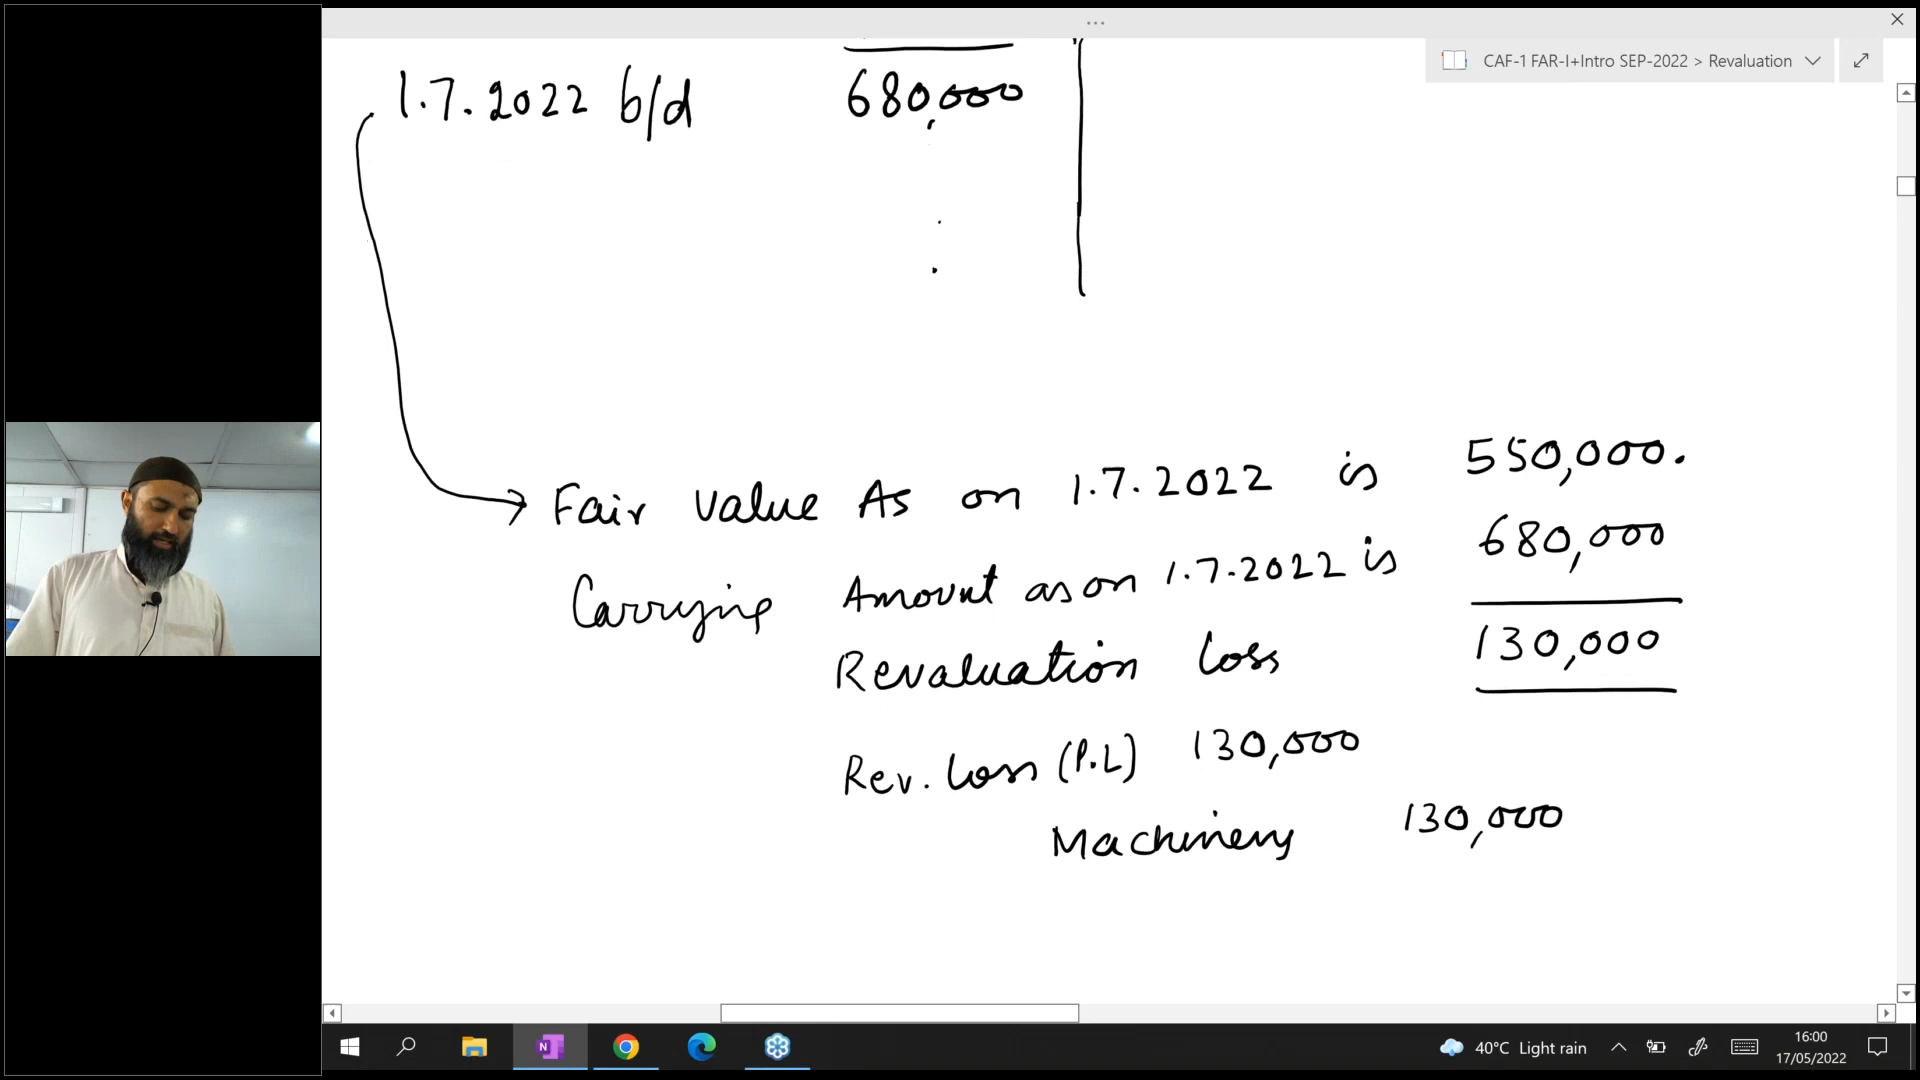 CAF-1 FAR-I+Intro SEP-2022 > Revaluation
1.7.2022 b/d 680,000
Fair value As on 1.7.2022 is 550,000.
Carrying Amount as on 1.7.2022 is 680,000
Revaluation loss 130,000
Rev. loss (P.L) 130,000
Machinery 130,000
40°C Light rain
16:00
17/05/2022